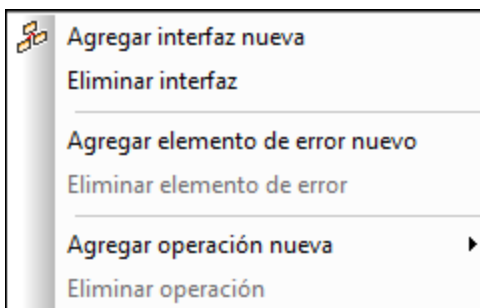 Agregar interfaz nueva
Eliminar interfaz
Agregar elemento de error nuevo
Eliminar elemento de error
Agregar operación nueva
Eliminar operación